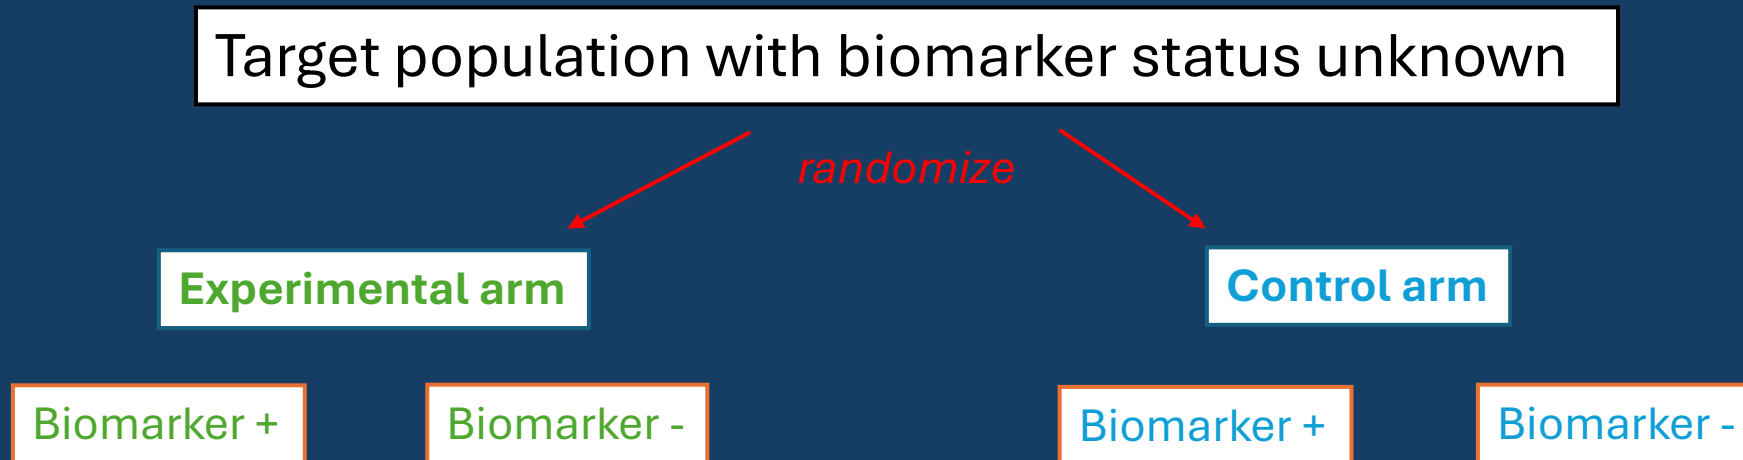 Target population with biomarker status unknown
randomize
Experimental arm
Control arm
Biomarker +
Biomarker -
Biomarker +
Biomarker -